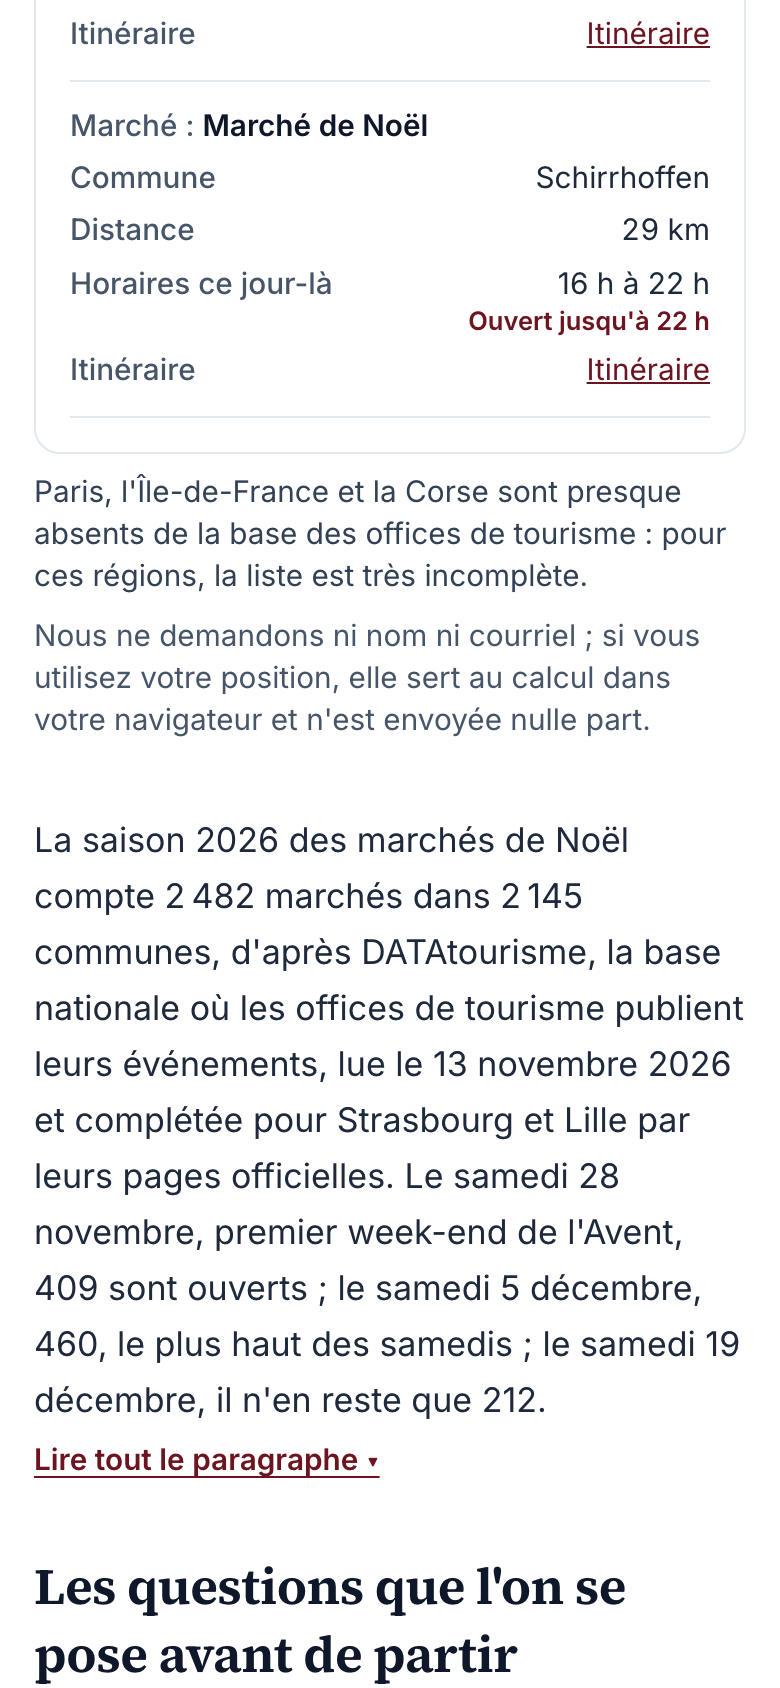 Itinéraire Itinéraire
Marché : Marché de Noël
Commune Schirrhoffen
Distance 29 km
Horaires ce jour-là 16 h à 22 h
Ouvert jusqu'à 22 h
Itinéraire Itinéraire
Paris, l'Île-de-France et la Corse sont presque
absents de la base des offices de tourisme : pour
ces régions, la liste est très incomplète.
Nous ne demandons ni nom ni courriel ; si vous
utilisez votre position, elle sert au calcul dans
votre navigateur et n'est envoyée nulle part.
La saison 2026 des marchés de Noël
compte 2 482 marchés dans 2 145
communes, d'après DATAtourisme, la base
nationale où les offices de tourisme publient
leurs événements, lue le 13 novembre 2026
et complétée pour Strasbourg et Lille par
leurs pages officielles. Le samedi 28
novembre, premier week-end de l'Avent,
409 sont ouverts ; le samedi 5 décembre,
460, le plus haut des samedis ; le samedi 19
décembre, il n'en reste que 212.
Lire tout le paragraphe ▾
Les questions que l'on se
pose avant de partir